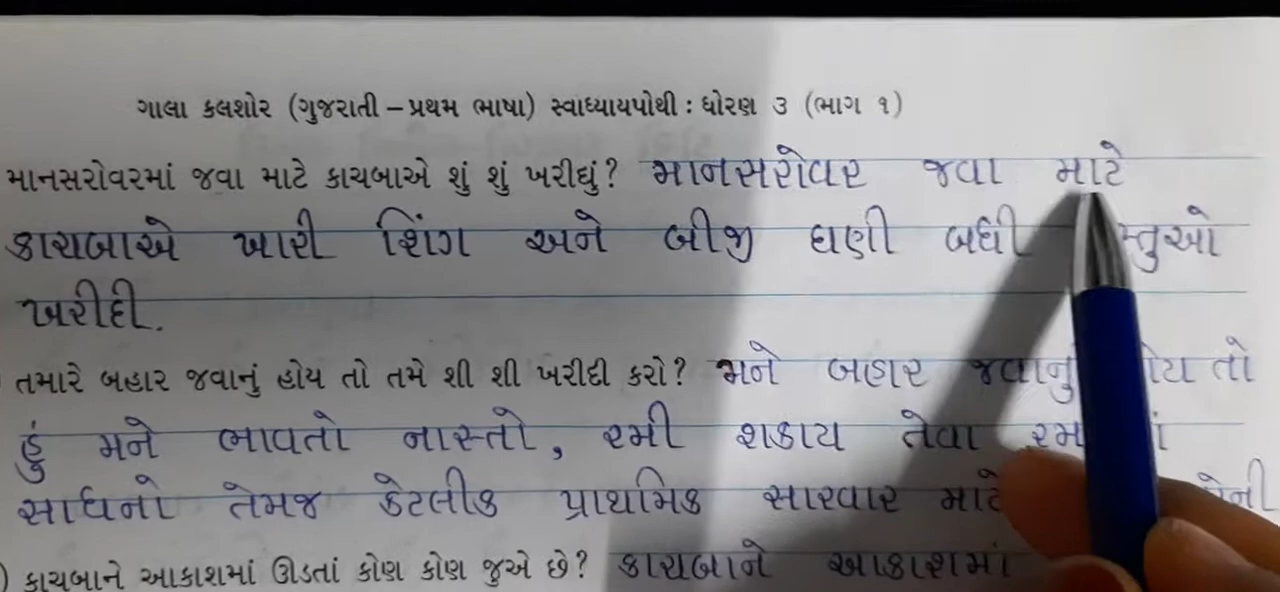 ગાલા કલશોર (ગુજરાતી – પ્રથમ ભાષા) સ્વાધ્યાયપોથી : ધોરણ ૩ (ભાગ ૧)
માનસરોવરમાં જવા માટે કાચબાએ શું શું ખરીદ્યું? માનસરોવર જવા માટે
કાચબાએ ખારી શિંગ અને બીજી ઘણી બધી
ખરીદી.
તમારે બહાર જવાનું હોય તો તમે શી શી ખરીદી કરો? મને બહાર જવાનું તો
હું મને ભાવતો નાસ્તો, રમી શકાય તેવા
સાધનો તેમજ કેટલીક પ્રાથમિક સારવાર માટે
) કાચબાને આકાશમાં ઊડતાં કોણ કોણ જુએ છે? કાચબાને આકાશમાં